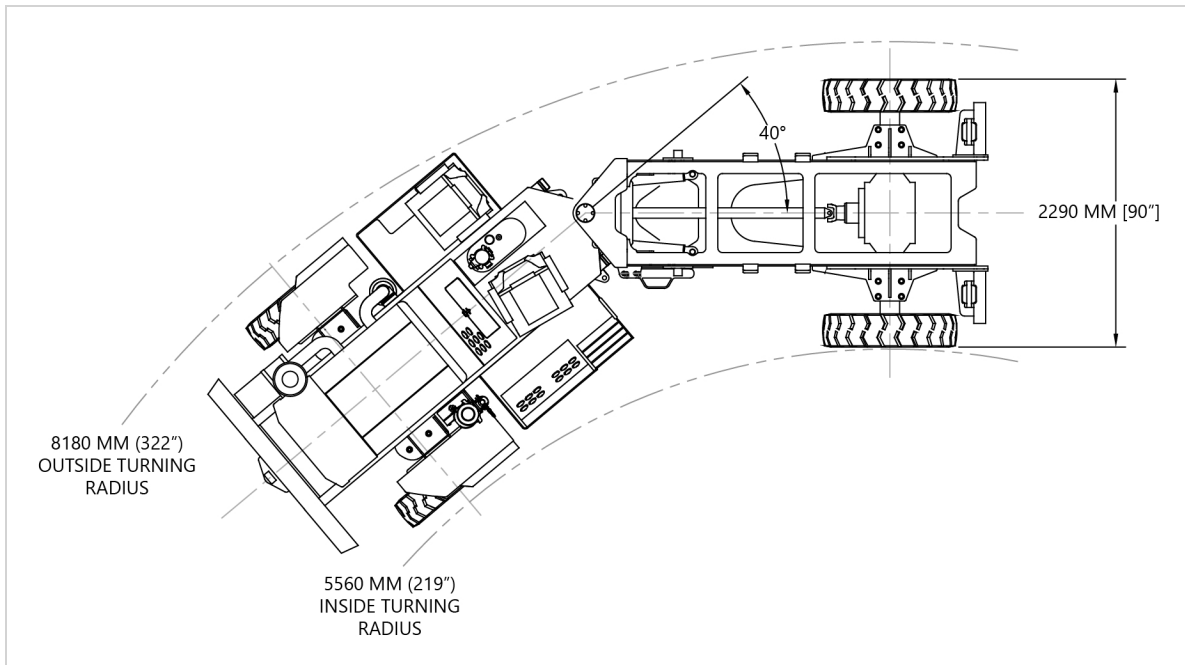 40°
2290 MM [90”]
8180 MM (322”)
OUTSIDE TURNING
RADIUS
5560 MM (219”)
INSIDE TURNING
RADIUS